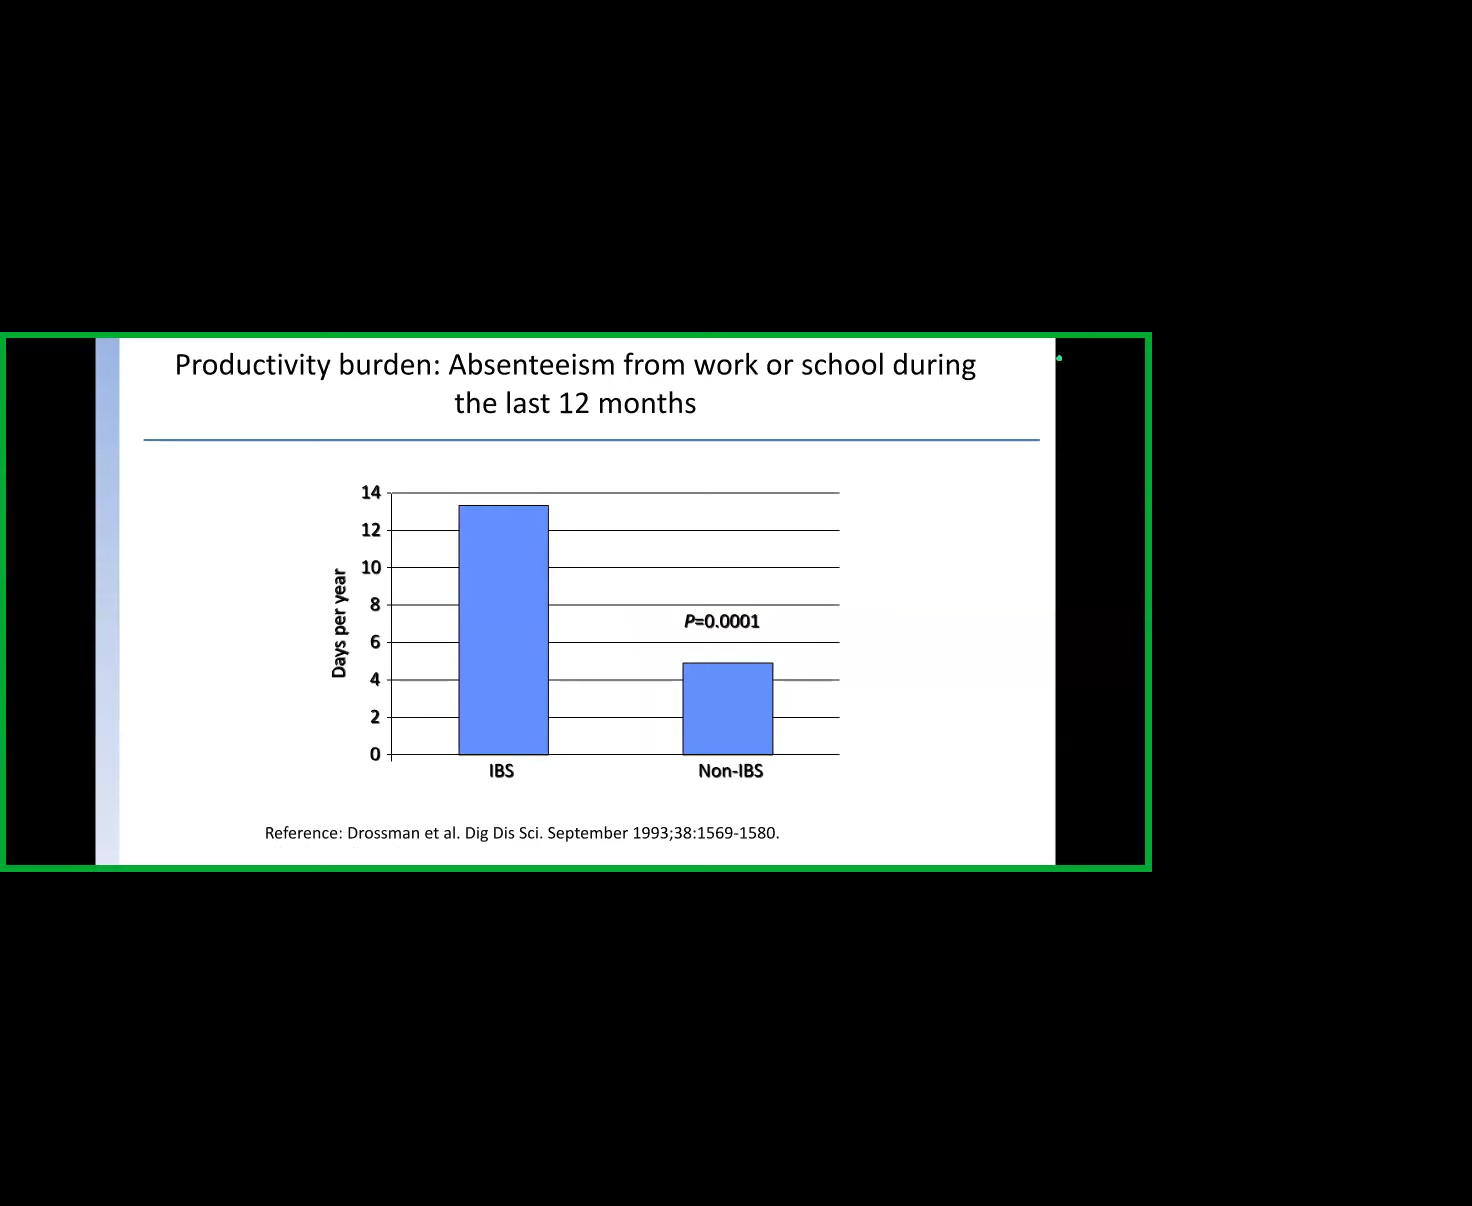 Productivity burden: Absenteeism from work or school during
the last 12 months
14
12
10
8
6
4
2
0
Days per year
P=0.0001
IBS
Non-IBS
Reference: Drossman et al. Dig Dis Sci. September 1993;38:1569-1580.